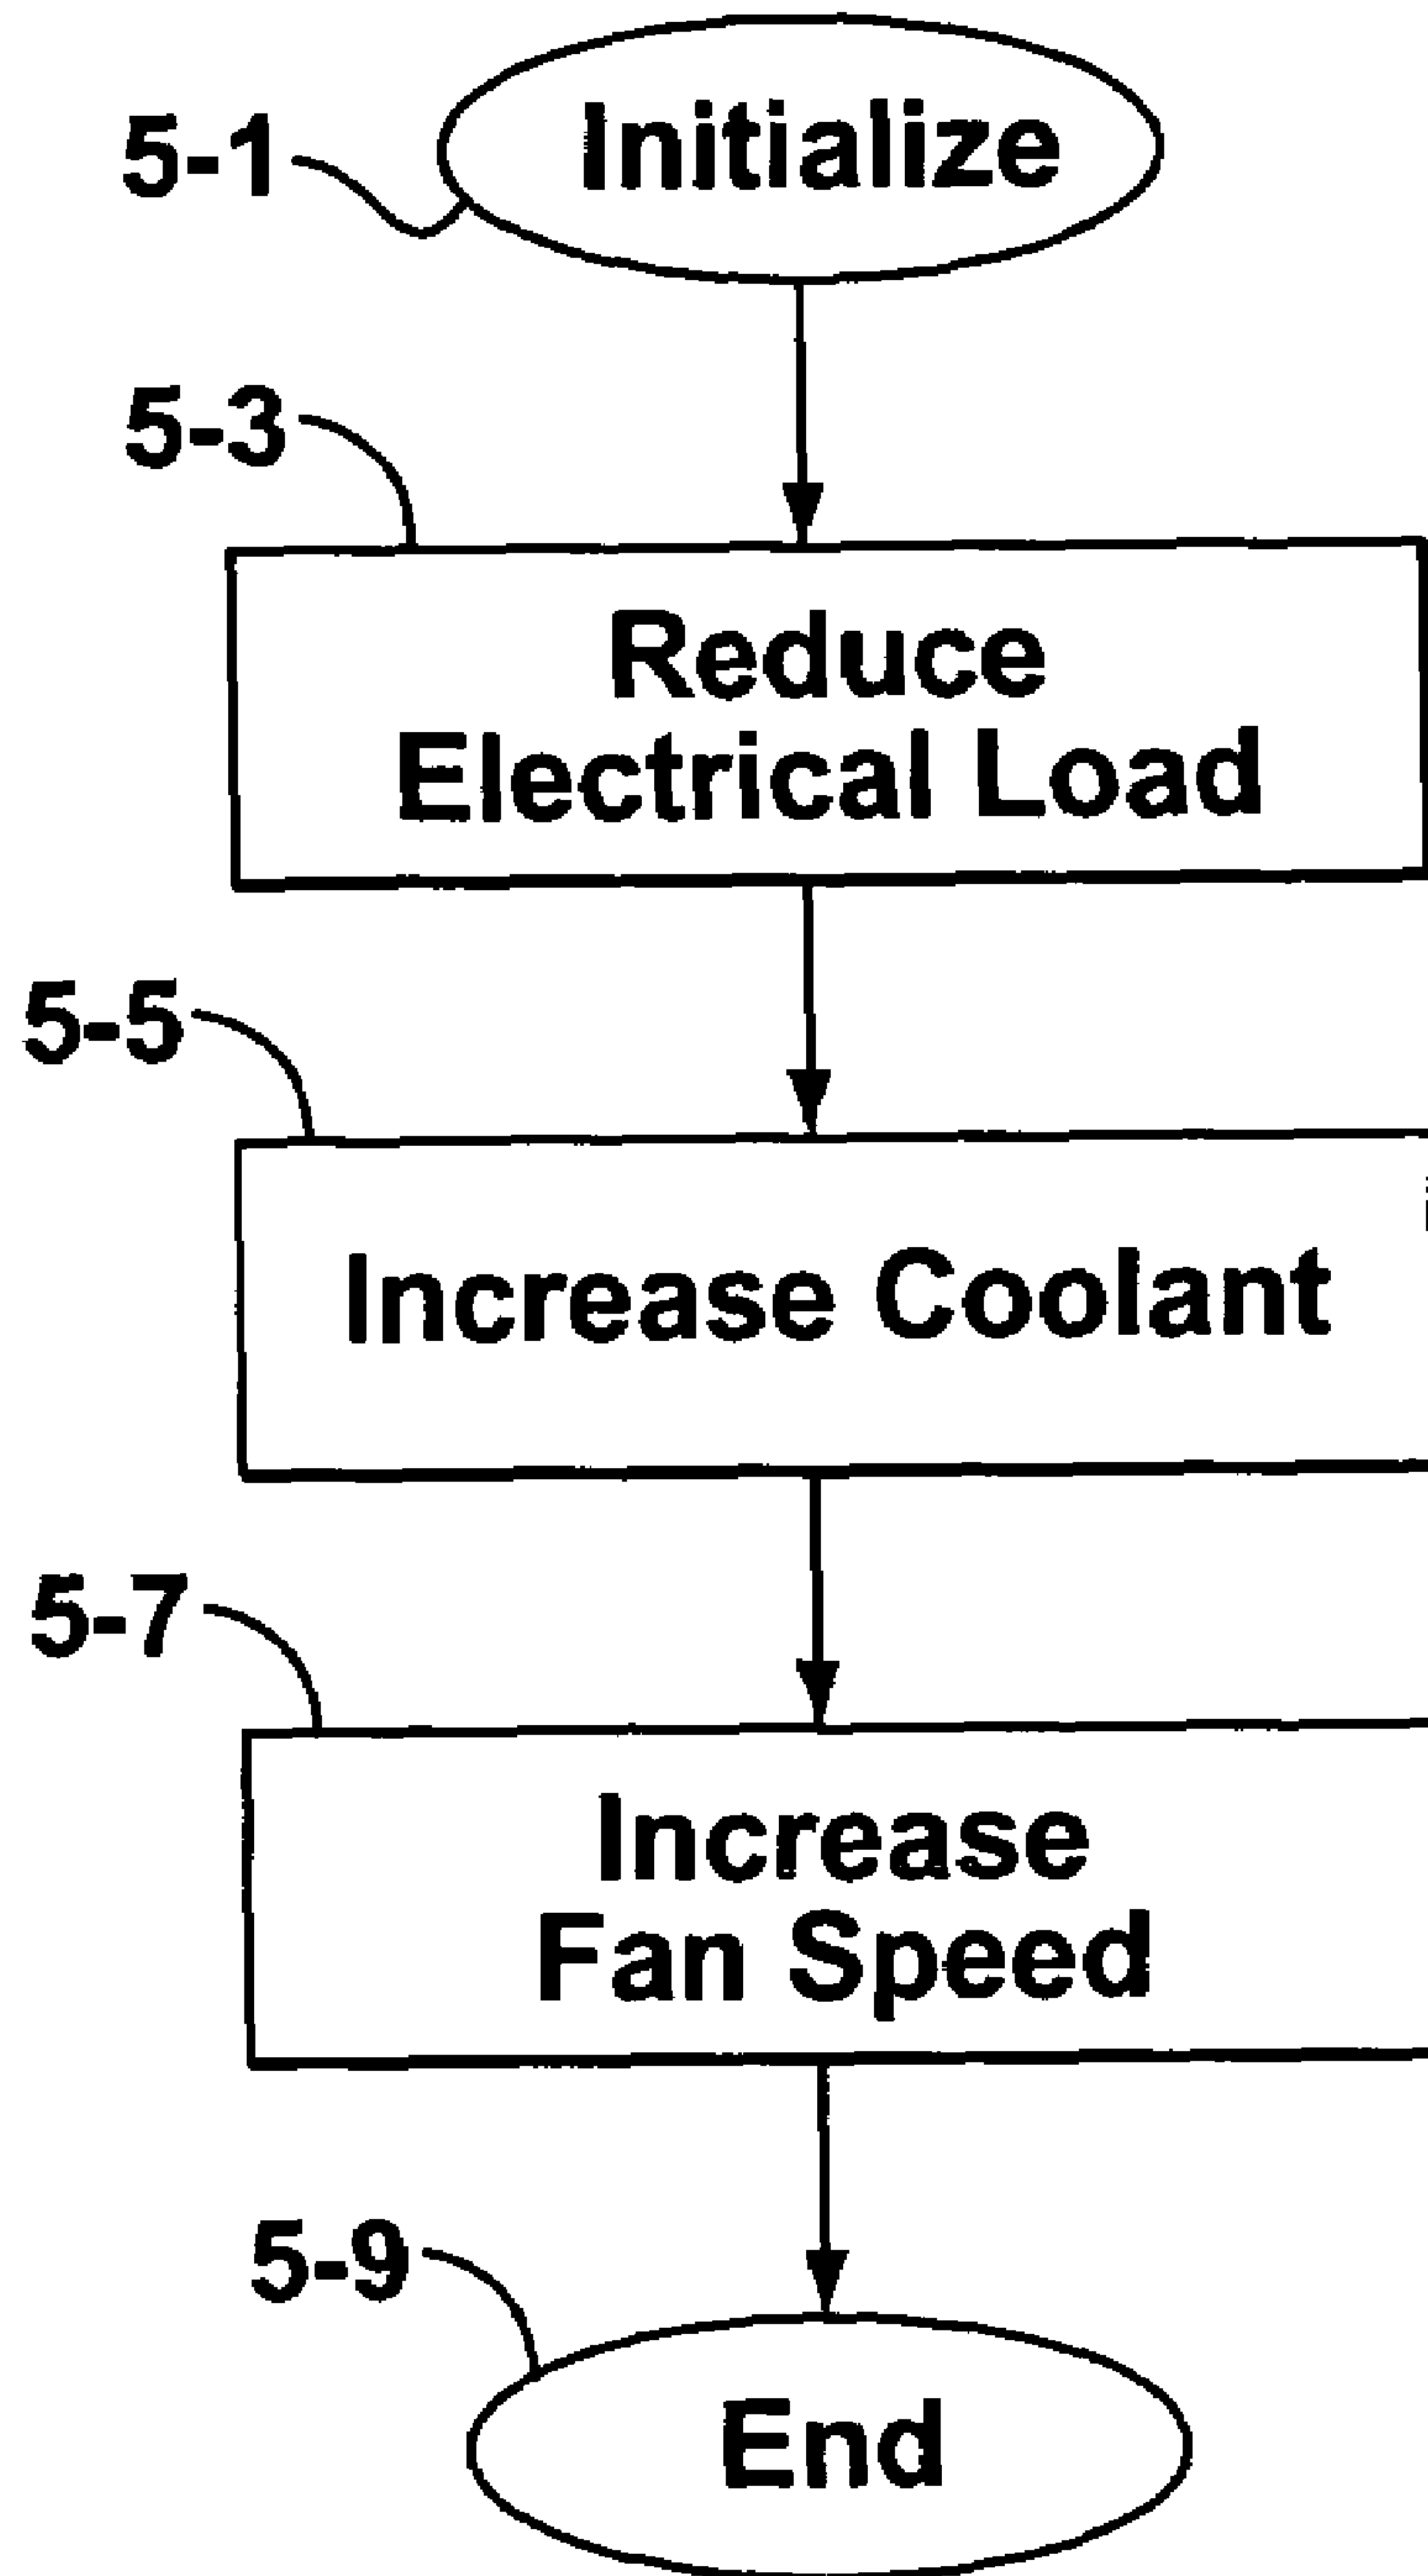 5-1
Initialize
5-3
Reduce
Electrical Load
5-5
Increase Coolant
5-7
Increase
Fan Speed
5-9
End